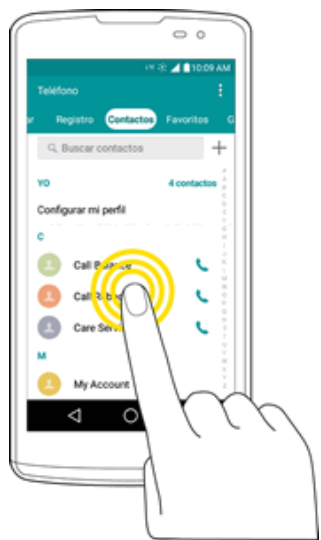 10:09 AM
Teléfono
Registro Contactos Favoritos G
Buscar contactos
YO 4 contactos
Configurar mi perfil
C
Call
Call
Care
M
My Account